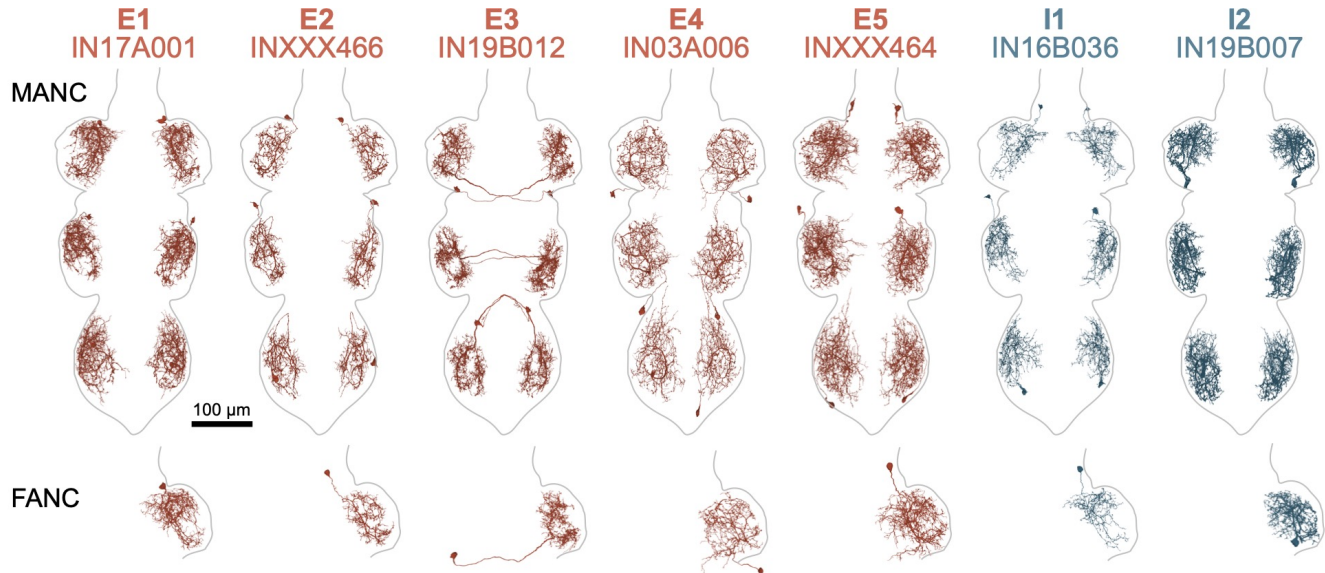 E1 E2 E3 E4 E5 I1 I2
IN17A001 INXXX466 IN19B012 IN03A006 INXXX464 IN16B036 IN19B007
MANC
100 µm
FANC